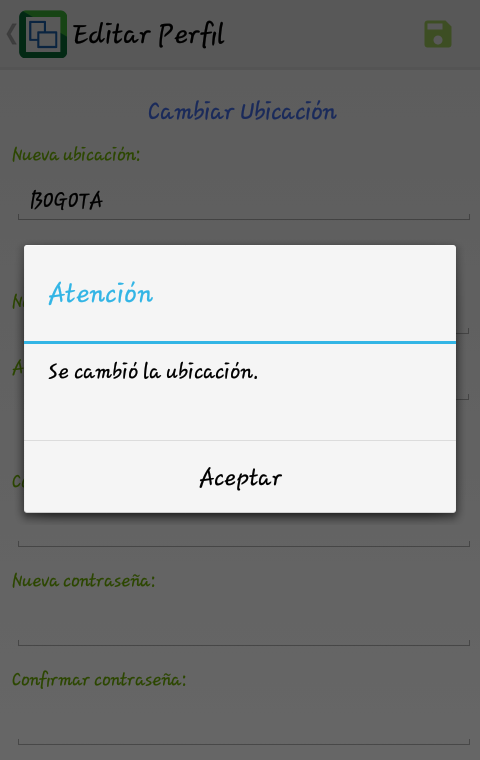 Editar Perfil
Cambiar Ubicación
Nueva ubicación:
BOGOTA
Atención
Se cambió la ubicación.
Aceptar
Nueva contraseña:
Confirmar contraseña: